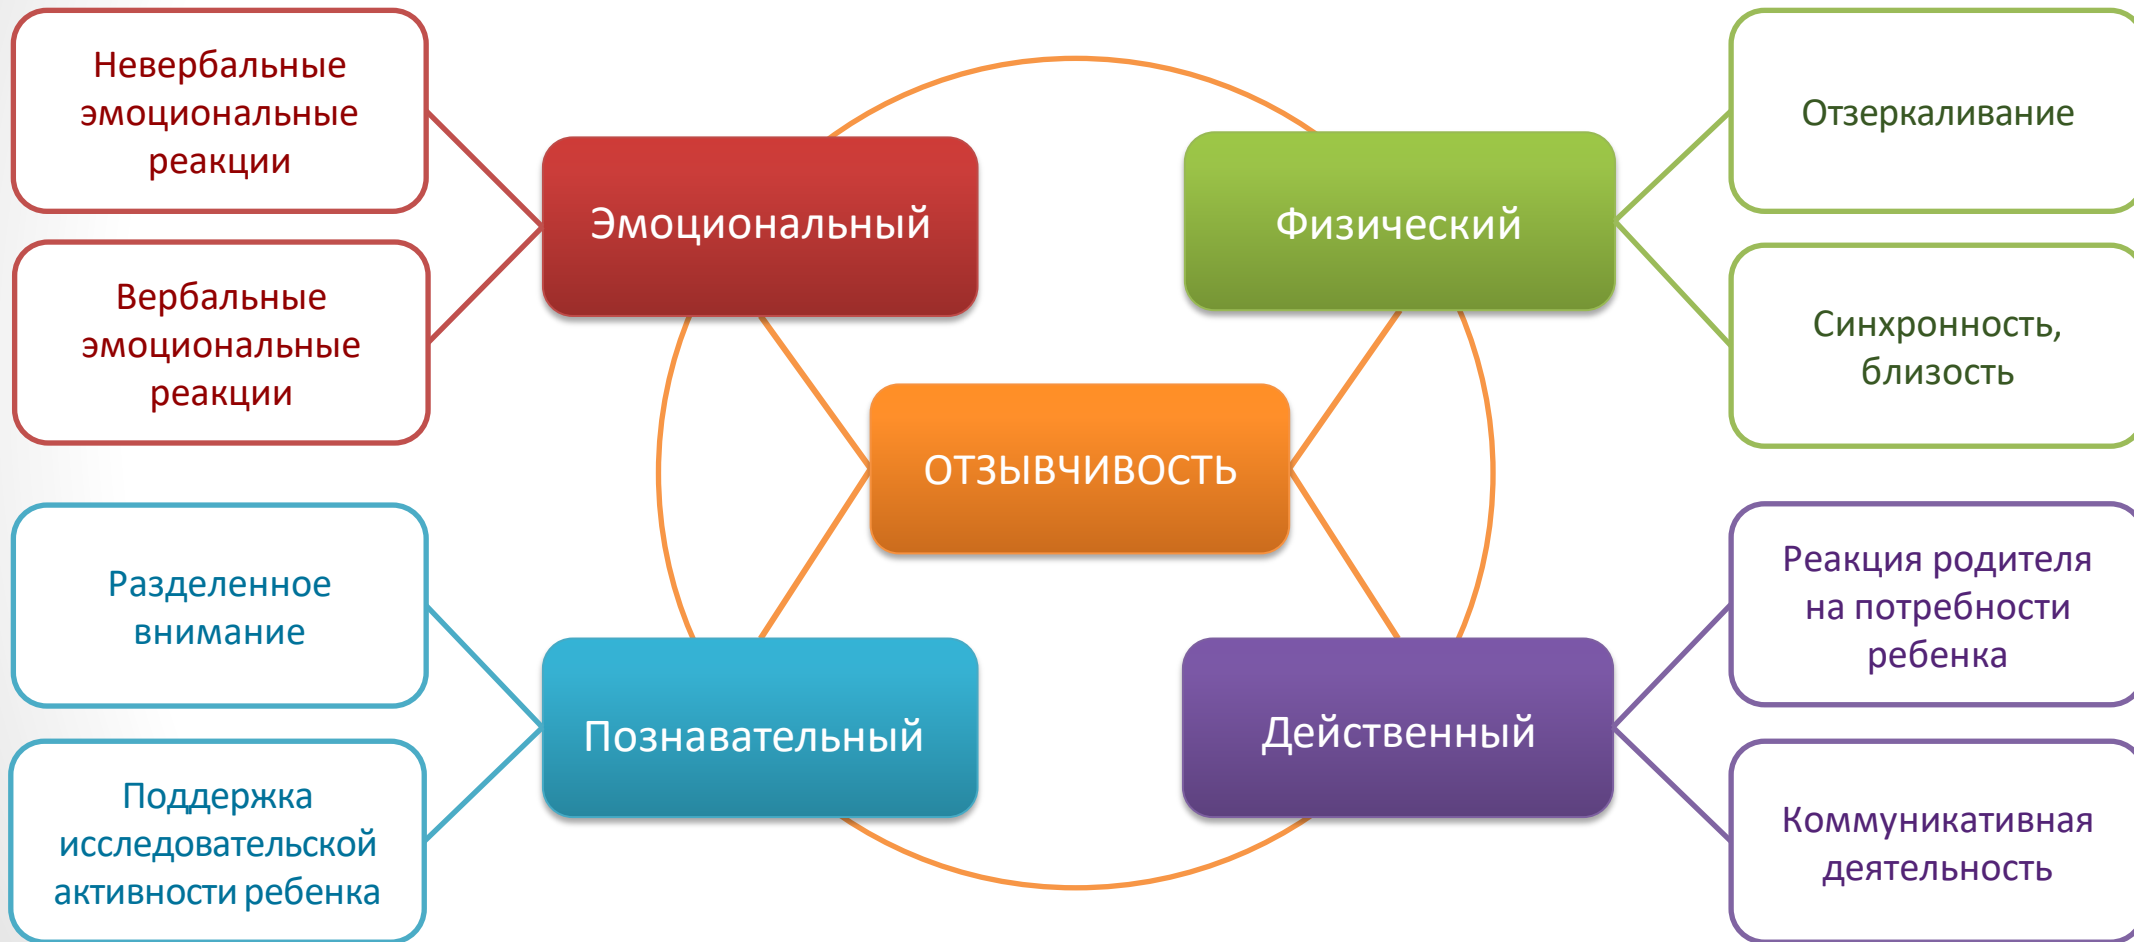 Невербальные
эмоциональные
реакции
Вербальные
эмоциональные
реакции
Эмоциональный
Физический
Отзеркаливание
Синхронность,
близость
ОТЗЫВЧИВОСТЬ
Разделенное
внимание
Поддержка
исследовательской
активности ребенка
Познавательный
Действенный
Реакция родителя
на потребности
ребенка
Коммуникативная
деятельность